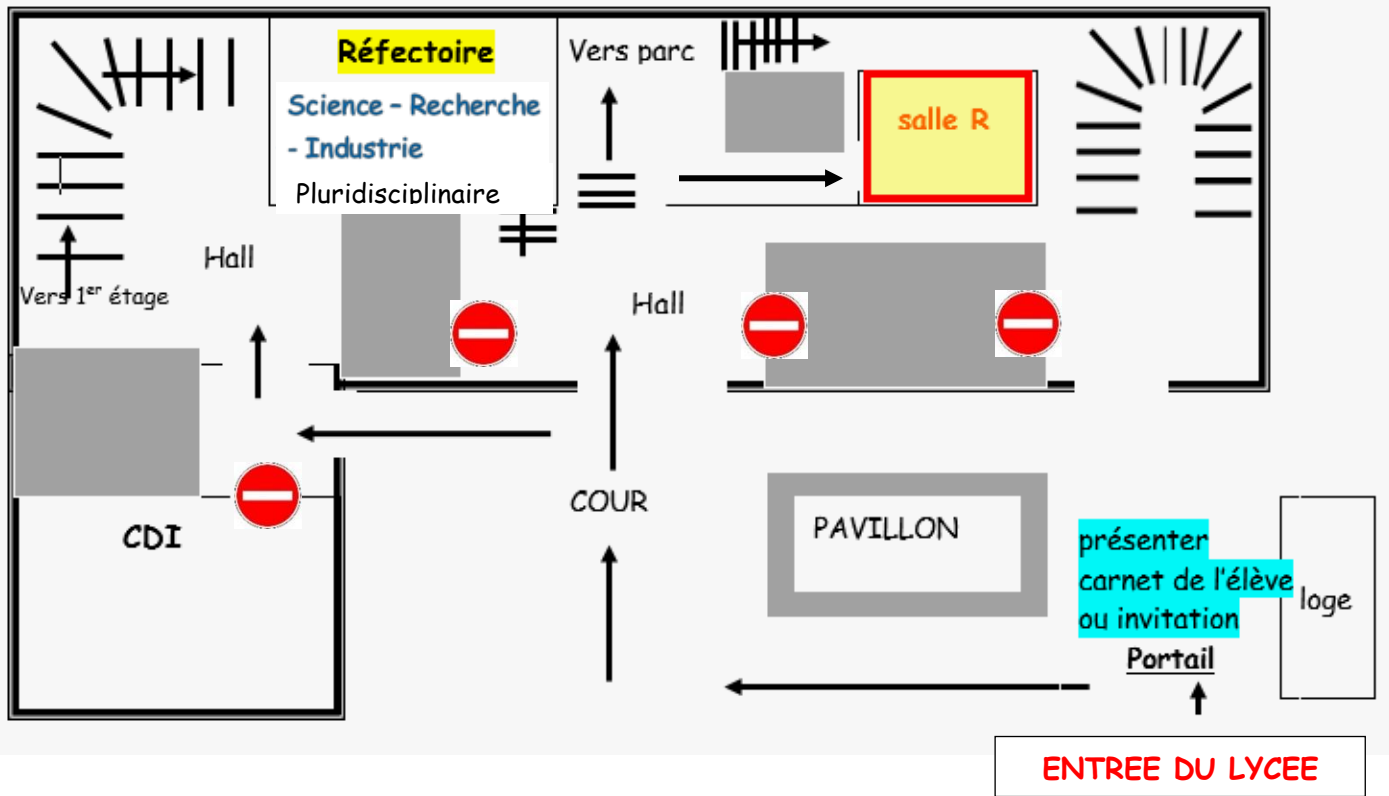 Réfectoire
Science – Recherche
- Industrie
Pluridisciplinaire
Vers parc
salle R
Hall
Vers 1er étage
Hall
COUR
CDI
PAVILLON
présenter
carnet de l'élève
ou invitation
loge
Portail
ENTREE DU LYCEE